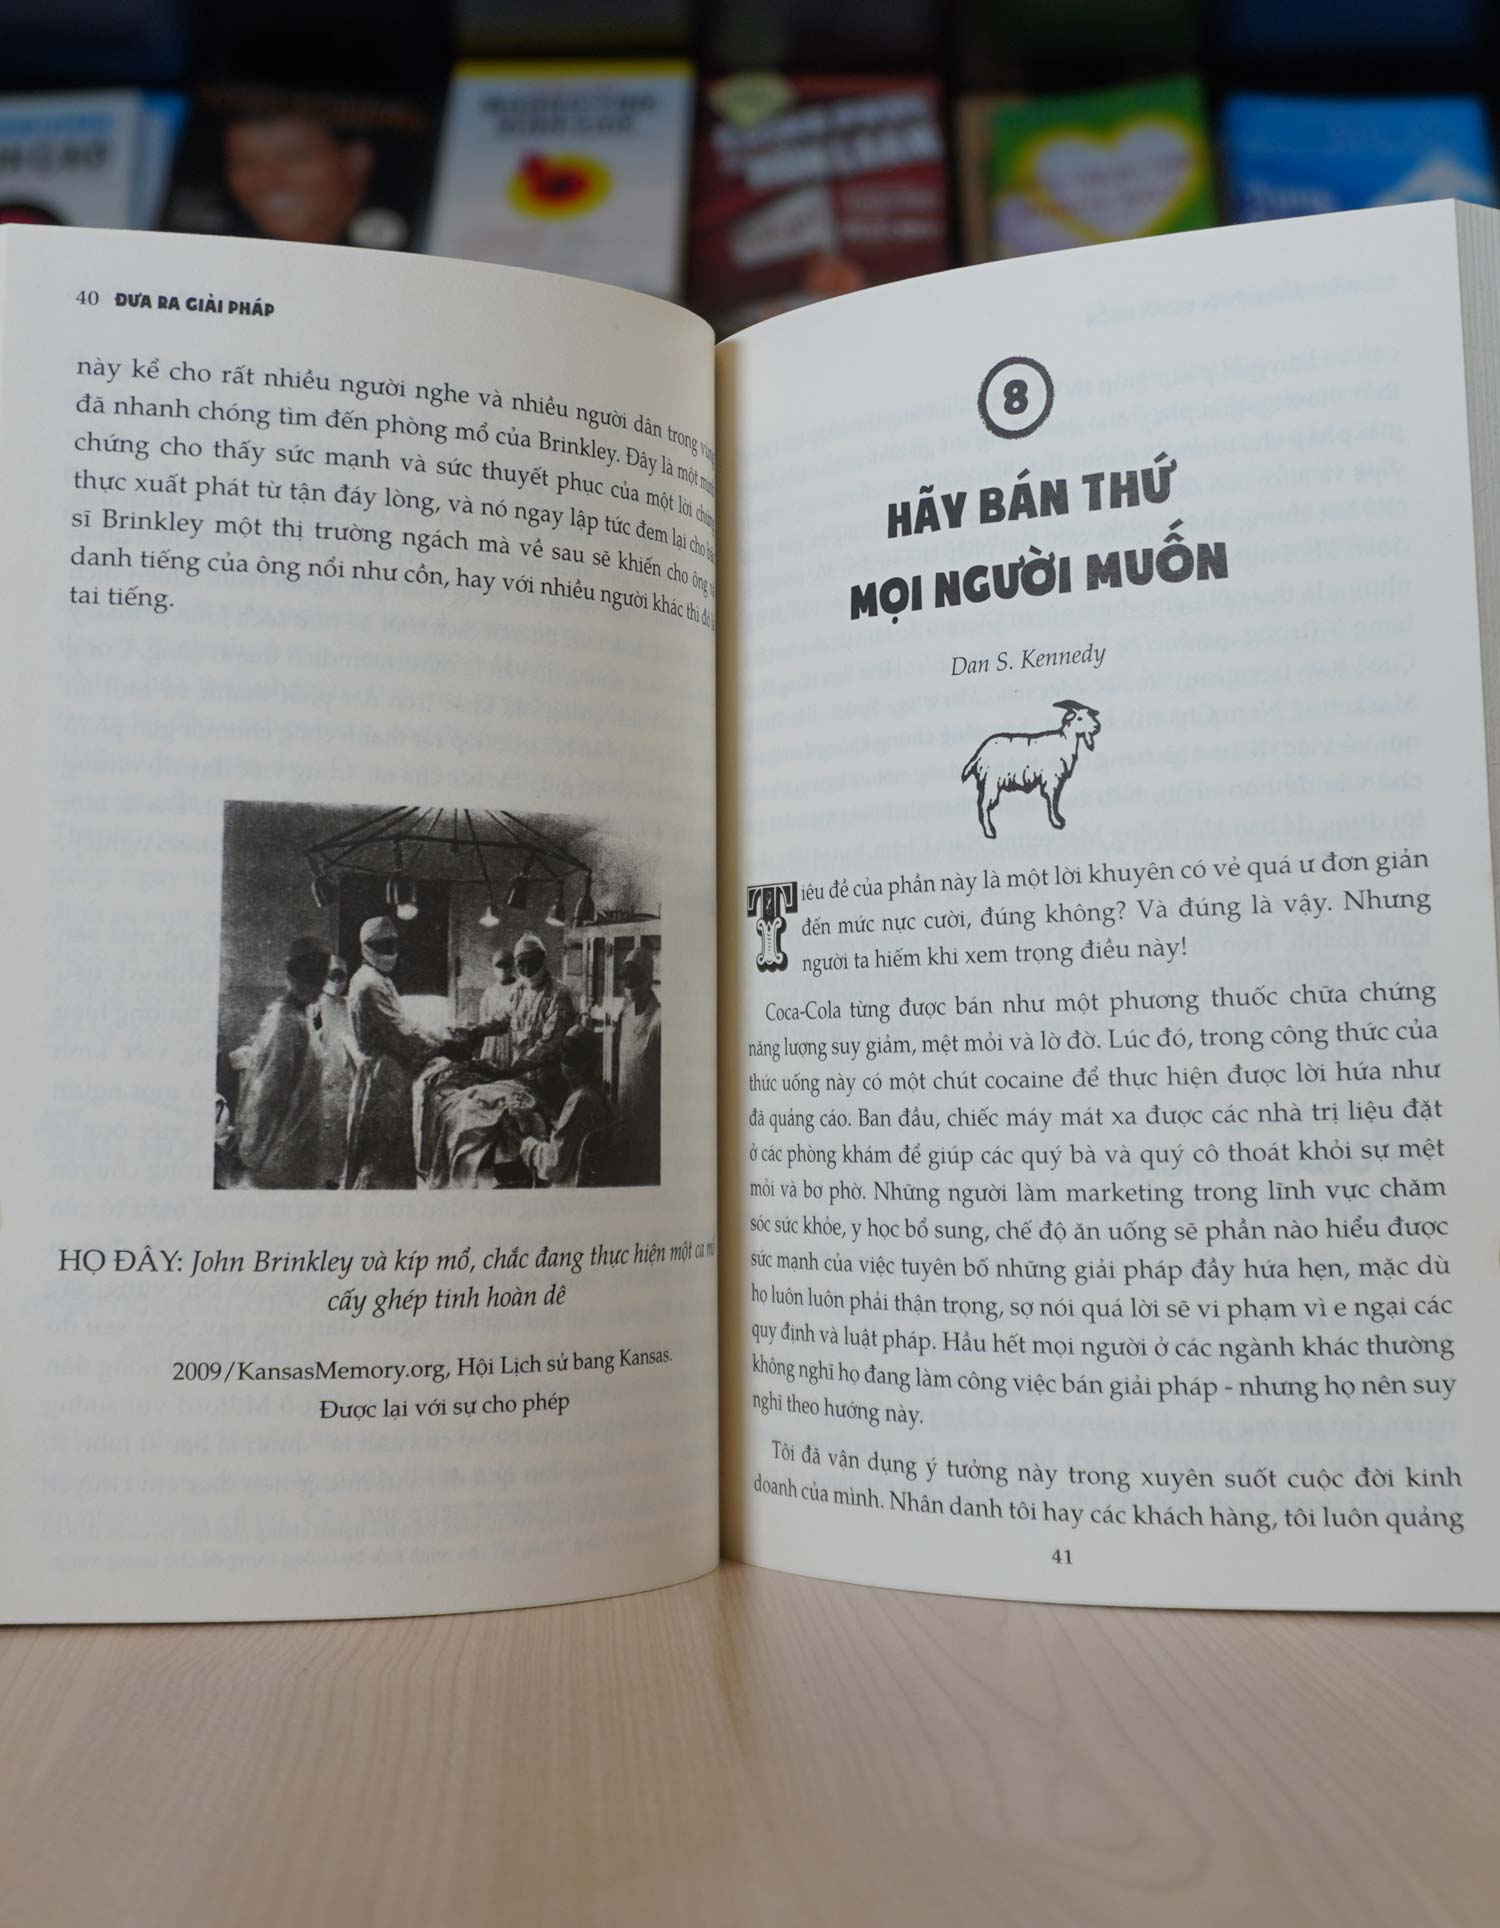 40 ĐƯA RA GIẢI PHÁP
này kể cho rất nhiều người nghe và nhiều người dân trong vùng
đã nhanh chóng tìm đến phòng mổ của Brinkley. Đây là một minh
chứng cho thấy sức mạnh và sức thuyết phục của một lời chứng
thực xuất phát từ tận đáy lòng, và nó ngay lập tức đem lại cho bác
sĩ Brinkley một thị trường ngách mà về sau sẽ khiến cho ông và
danh tiếng của ông nổi như cồn, hay với nhiều người khác thì đó là
tai tiếng.
HỌ ĐÂY: John Brinkley và kíp mổ, chắc đang thực hiện một ca mổ
cấy ghép tinh hoàn dê
2009/KansasMemory.org, Hội Lịch sử bang Kansas.
Được lại với sự cho phép
8
HÃY BÁN THỨ
MỌI NGƯỜI MUỐN
Dan S. Kennedy
Tiêu đề của phần này là một lời khuyên có vẻ quá ư đơn giản
đến mức nực cười, đúng không? Và đúng là vậy. Nhưng
người ta hiếm khi xem trọng điều này!
Coca-Cola từng được bán như một phương thuốc chữa chứng
năng lượng suy giảm, mệt mỏi và lờ đờ. Lúc đó, trong công thức của
thức uống này có một chút cocaine để thực hiện được lời hứa như
đã quảng cáo. Ban đầu, chiếc máy mát xa được các nhà trị liệu đặt
ở các phòng khám để giúp các quý bà và quý cô thoát khỏi sự mệt
mỏi và bơ phờ. Những người làm marketing trong lĩnh vực chăm
sóc sức khỏe, y học bổ sung, chế độ ăn uống sẽ phần nào hiểu được
sức mạnh của việc tuyên bố những giải pháp đầy hứa hẹn, mặc dù
họ luôn luôn phải thận trọng, sợ nói quá lời sẽ vi phạm vì e ngại các
quy định và luật pháp. Hầu hết mọi người ở các ngành khác thường
không nghĩ họ đang làm công việc bán giải pháp - nhưng họ nên suy
nghĩ theo hướng này.
Tôi đã vận dụng ý tưởng này trong xuyên suốt cuộc đời kinh
doanh của mình. Nhân danh tôi hay các khách hàng, tôi luôn quảng
41